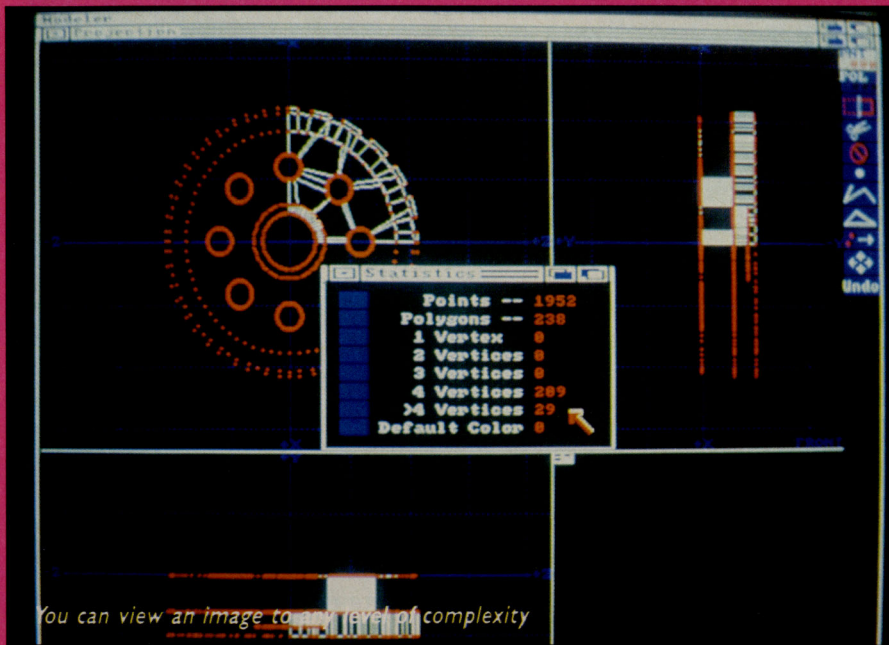 Modeler
Projection
POL
Undo
Statistics
Points -- 1952
Polygons -- 238
1 Vertex 0
2 Vertices 0
3 Vertices 0
4 Vertices 209
>4 Vertices 29
Default Color 0
You can view an image to any level of complexity